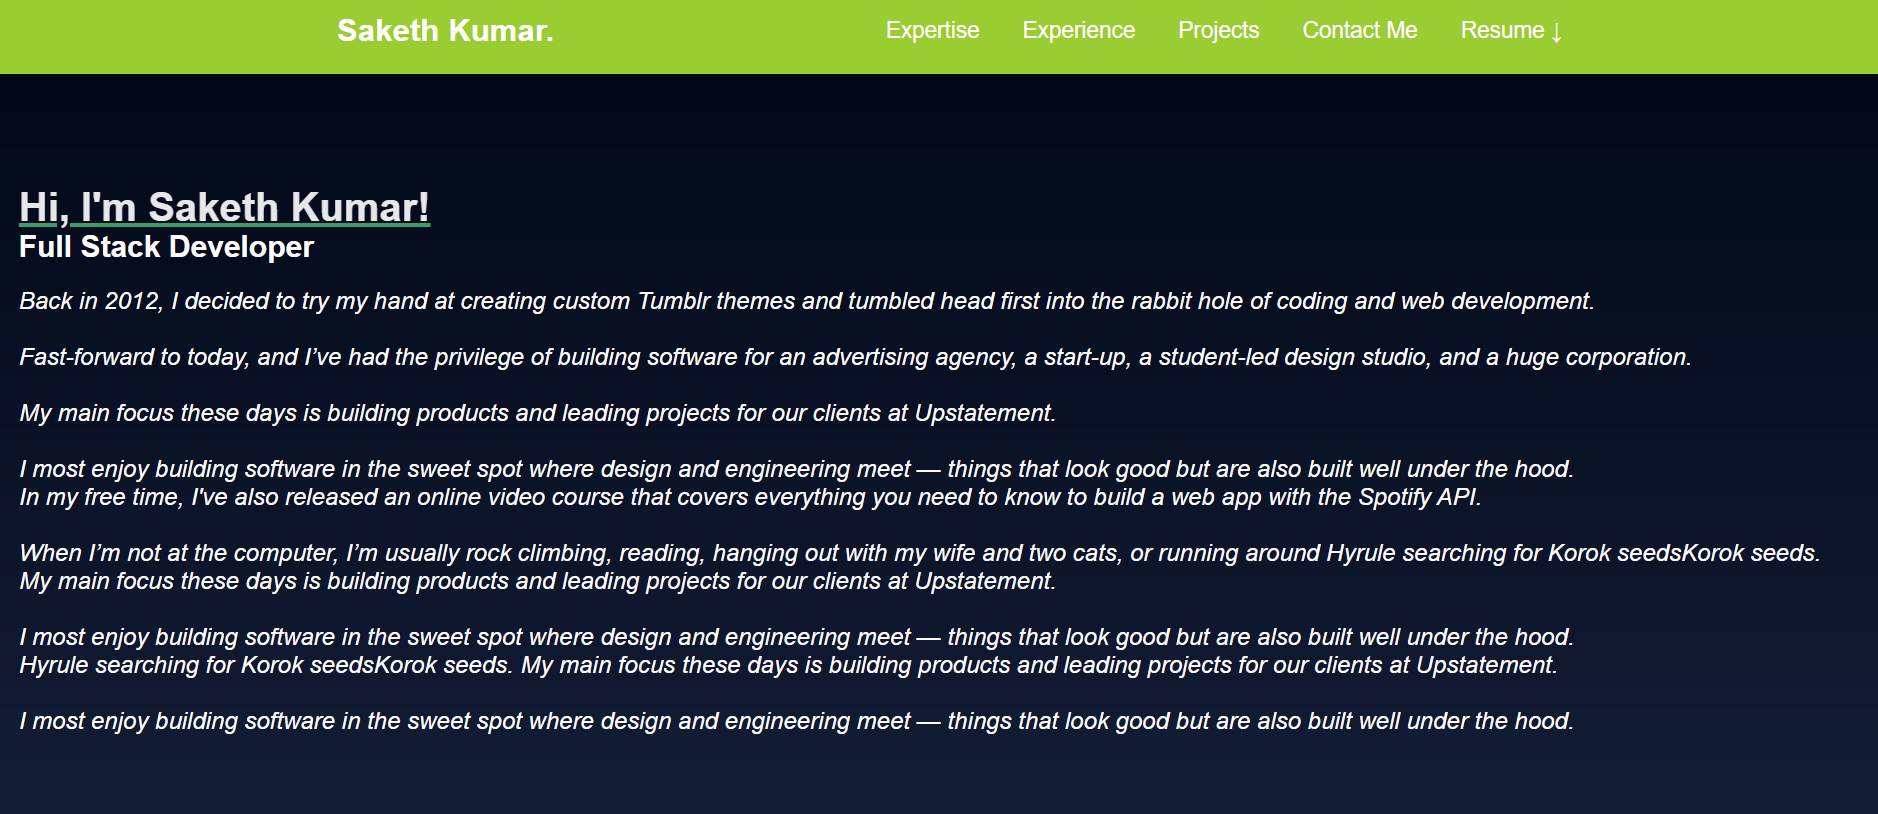 Saketh Kumar.
Expertise Experience Projects Contact Me Resume ↓
Hi, I'm Saketh Kumar!
Full Stack Developer
Back in 2012, I decided to try my hand at creating custom Tumblr themes and tumbled head first into the rabbit hole of coding and web development.
Fast-forward to today, and I’ve had the privilege of building software for an advertising agency, a start-up, a student-led design studio, and a huge corporation.
My main focus these days is building products and leading projects for our clients at Upstatement.
I most enjoy building software in the sweet spot where design and engineering meet — things that look good but are also built well under the hood.
In my free time, I've also released an online video course that covers everything you need to know to build a web app with the Spotify API.
When I’m not at the computer, I’m usually rock climbing, reading, hanging out with my wife and two cats, or running around Hyrule searching for Korok seedsKorok seeds.
My main focus these days is building products and leading projects for our clients at Upstatement.
I most enjoy building software in the sweet spot where design and engineering meet — things that look good but are also built well under the hood.
Hyrule searching for Korok seedsKorok seeds. My main focus these days is building products and leading projects for our clients at Upstatement.
I most enjoy building software in the sweet spot where design and engineering meet — things that look good but are also built well under the hood.